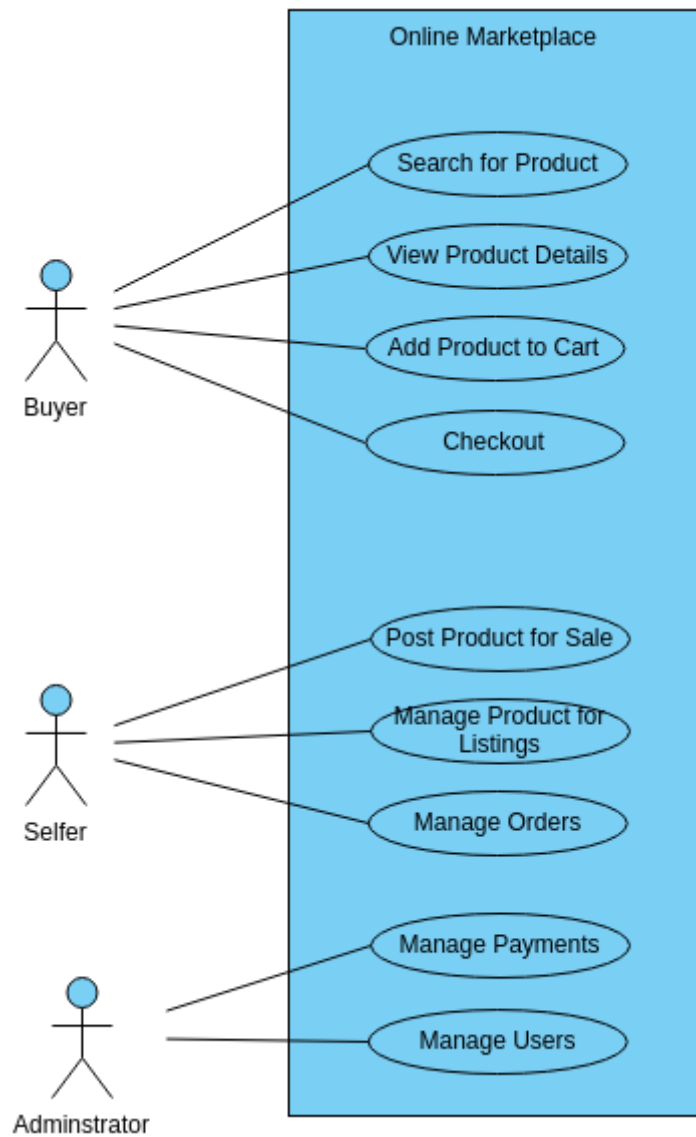 Online Marketplace
Search for Product
View Product Details
Add Product to Cart
Checkout
Buyer
Post Product for Sale
Manage Product for
Listings
Manage Orders
Selfer
Manage Payments
Manage Users
Adminstrator